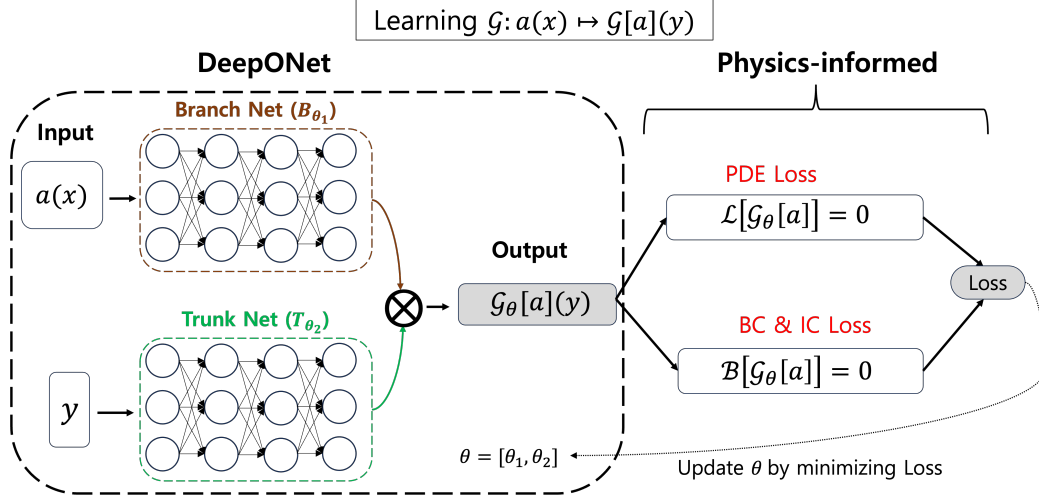 Learning 𝒢: a(x) ↦ 𝒢[a](y)
DeepONet
Physics-informed
Branch Net (B_θ₁)
Input
a(x)
PDE Loss
ℒ[𝒢_θ[a]] = 0
Output
𝒢_θ[a](y)
Loss
Trunk Net (T_θ₂)
BC & IC Loss
ℬ[𝒢_θ[a]] = 0
y
θ = [θ₁, θ₂]
Update θ by minimizing Loss